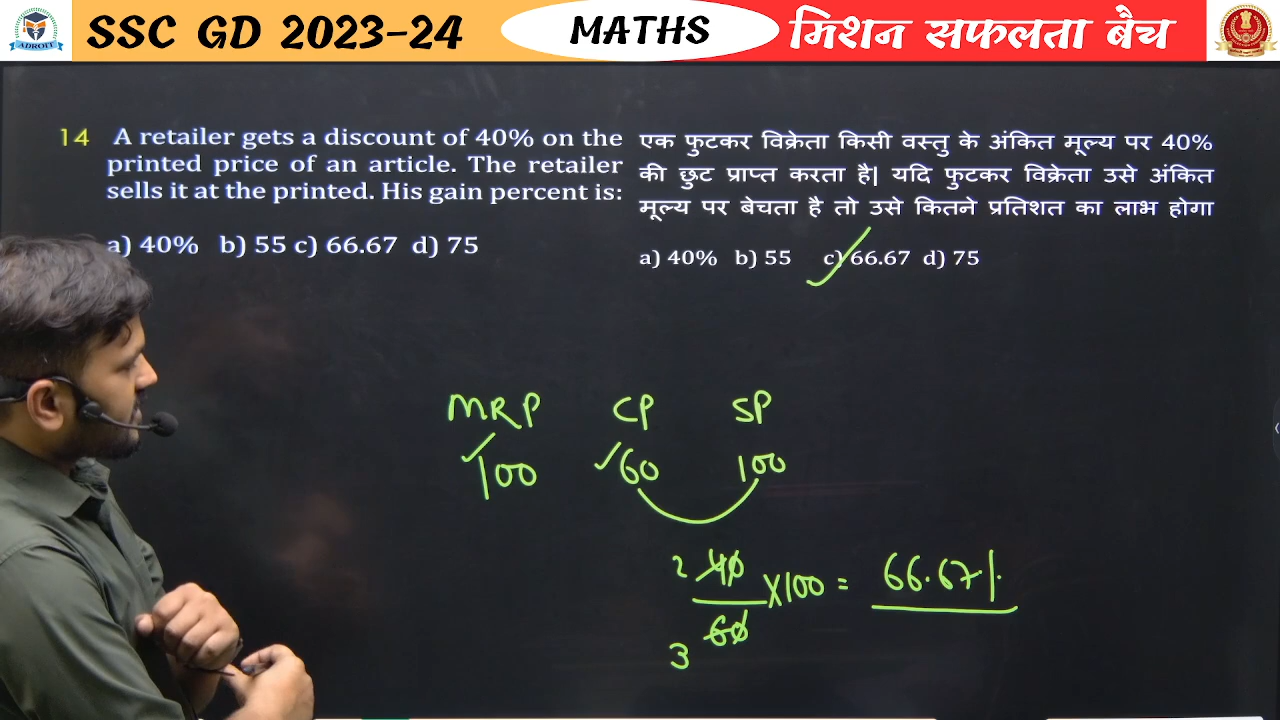 SSC GD 2023-24
MATHS
मिशन सफलता बैच
ADROIT
14 A retailer gets a discount of 40% on the
printed price of an article. The retailer
sells it at the printed. His gain percent is:
a) 40% b) 55 c) 66.67 d) 75
एक फुटकर विक्रेता किसी वस्तु के अंकित मूल्य पर 40%
की छुट प्राप्त करता है| यदि फुटकर विक्रेता उसे अंकित
मूल्य पर बेचता है तो उसे कितने प्रतिशत का लाभ होगा
a) 40% b) 55 c) 66.67 d) 75
MRP CP SP
100 60 100
2 40
×100 = 66.67%
3 60